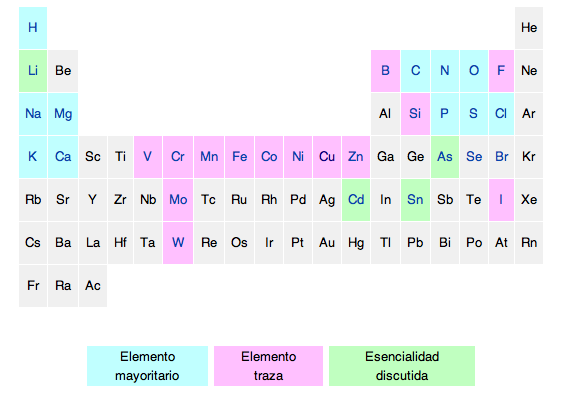 H He
Li Be B C N O F Ne
Na Mg Al Si P S Cl Ar
K Ca Sc Ti V Cr Mn Fe Co Ni Cu Zn Ga Ge As Se Br Kr
Rb Sr Y Zr Nb Mo Tc Ru Rh Pd Ag Cd In Sn Sb Te I Xe
Cs Ba La Hf Ta W Re Os Ir Pt Au Hg Tl Pb Bi Po At Rn
Fr Ra Ac
Elemento mayoritario
Elemento traza
Esencialidad discutida